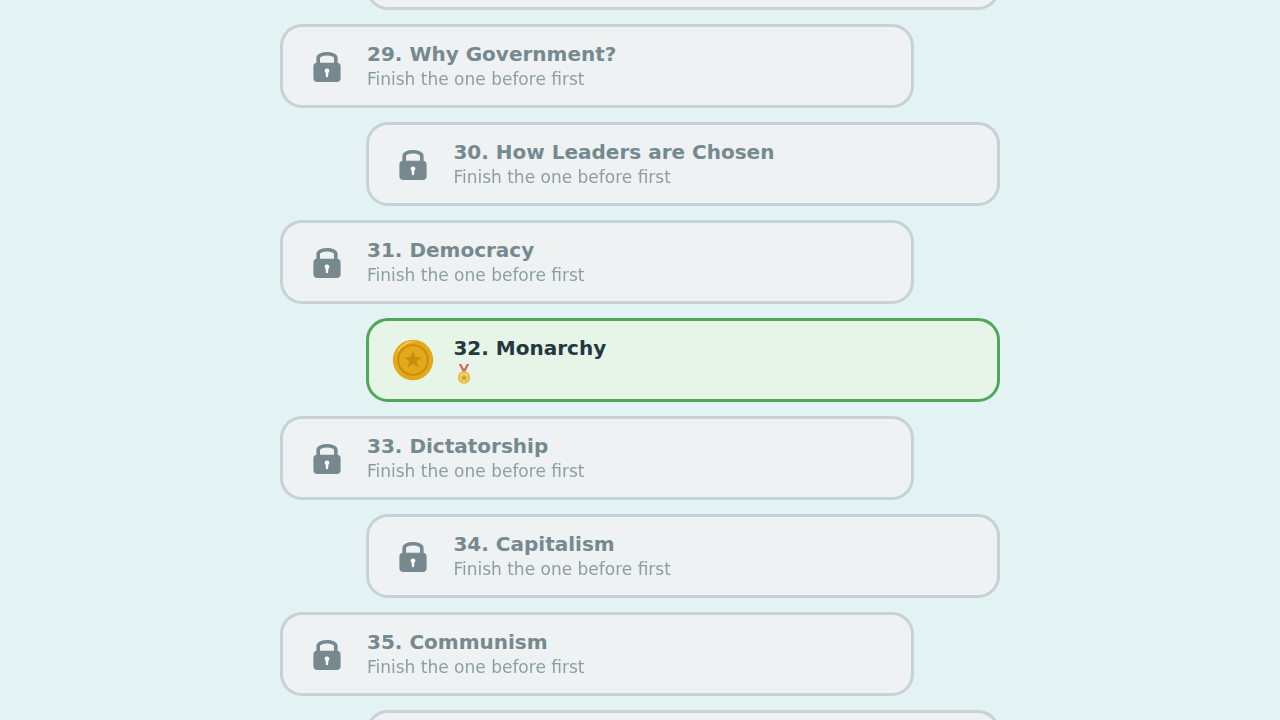 29. Why Government?
Finish the one before first
30. How Leaders are Chosen
Finish the one before first
31. Democracy
Finish the one before first
32. Monarchy
33. Dictatorship
Finish the one before first
34. Capitalism
Finish the one before first
35. Communism
Finish the one before first